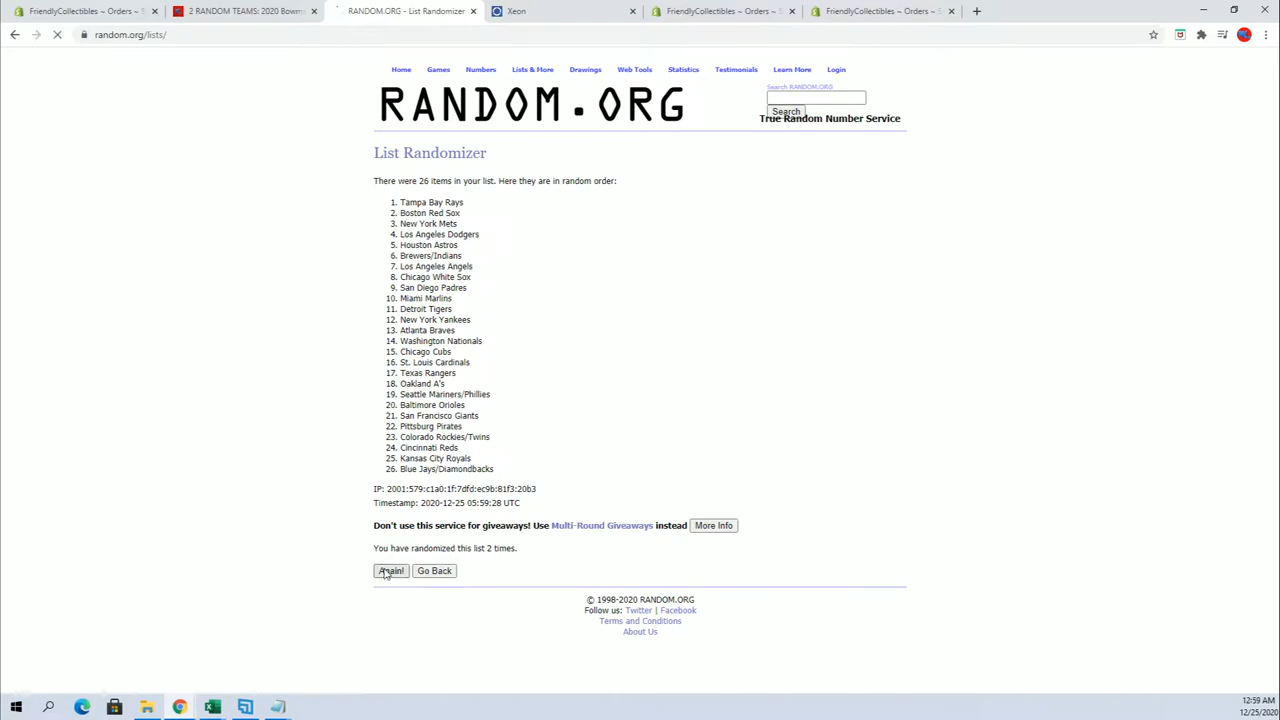 FriendlyCollectibles ~ Orders ~ S
2 RANDOM TEAMS: 2020 Bowm
RANDOM.ORG - List Randomizer
Xeon
FriendlyCollectibles ~ Orders ~ S
FriendlyCollectibles ~ Orders ~ S
random.org/lists/
Home Games Numbers Lists & More Drawings Web Tools Statistics Testimonials Learn More Login
RANDOM.ORG
Search RANDOM.ORG
Search
True Random Number Service
List Randomizer
There were 26 items in your list. Here they are in random order:
1. Tampa Bay Rays
2. Boston Red Sox
3. New York Mets
4. Los Angeles Dodgers
5. Houston Astros
6. Brewers/Indians
7. Los Angeles Angels
8. Chicago White Sox
9. San Diego Padres
10. Miami Marlins
11. Detroit Tigers
12. New York Yankees
13. Atlanta Braves
14. Washington Nationals
15. Chicago Cubs
16. St. Louis Cardinals
17. Texas Rangers
18. Oakland A's
19. Seattle Mariners/Phillies
20. Baltimore Orioles
21. San Francisco Giants
22. Pittsburg Pirates
23. Colorado Rockies/Twins
24. Cincinnati Reds
25. Kansas City Royals
26. Blue Jays/Diamondbacks
IP: 2001:579:c1a0:1f:7dfd:ec9b:81f3:20b3
Timestamp: 2020-12-25 05:59:28 UTC
Don't use this service for giveaways! Use Multi-Round Giveaways instead More Info
You have randomized this list 2 times.
Again! Go Back
© 1998-2020 RANDOM.ORG
Follow us: Twitter | Facebook
Terms and Conditions
About Us
12:59 AM
12/25/2020